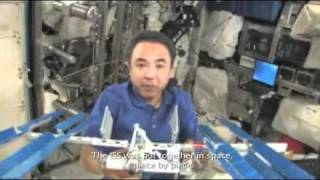 The ISS was put together in space,
piece by piece.